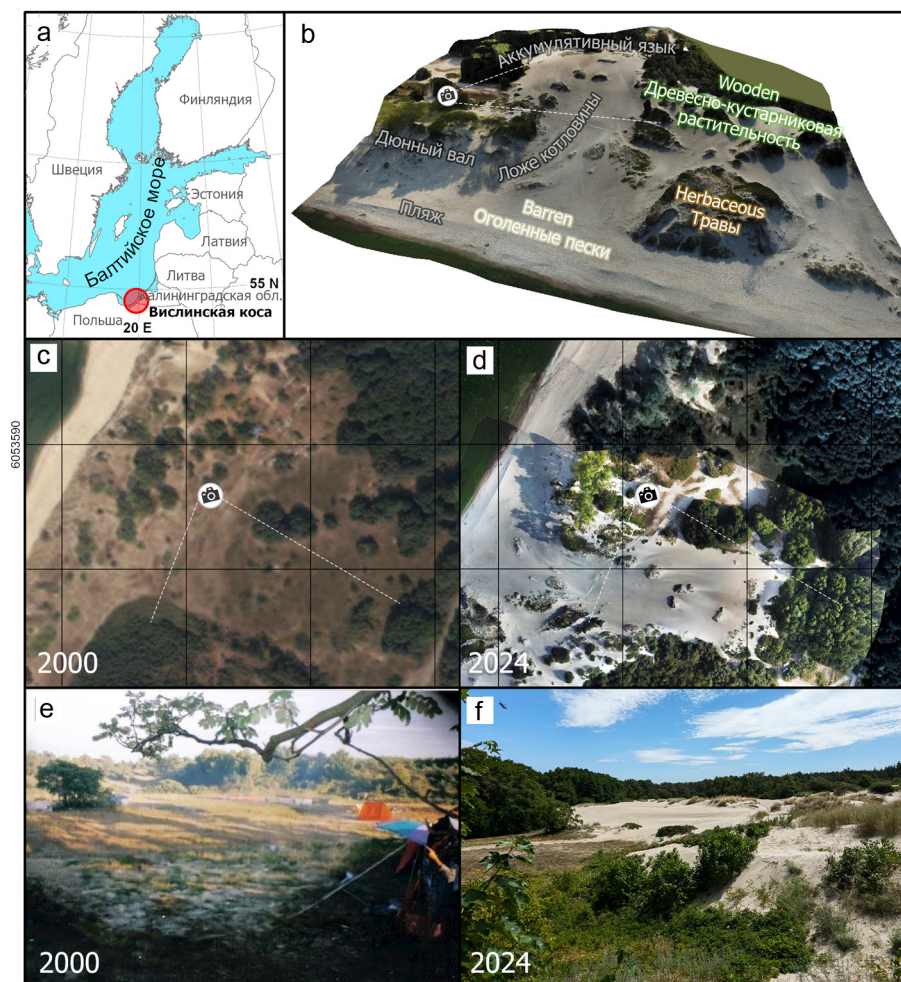 a
Финляндия
Швеция
Балтийское море
Эстония
Латвия
Литва
55 N
Калининградская обл.
Польша
Вислинская коса
20 E
b
Аккумулятивный язык
Wooden
Древесно-кустарниковая
растительность
Дюнный вал
Ложе котловины
Herbaceous
Травы
Пляж
Barren
Оголенные пески
c
6053590
2000
d
2024
e
2000
f
2024